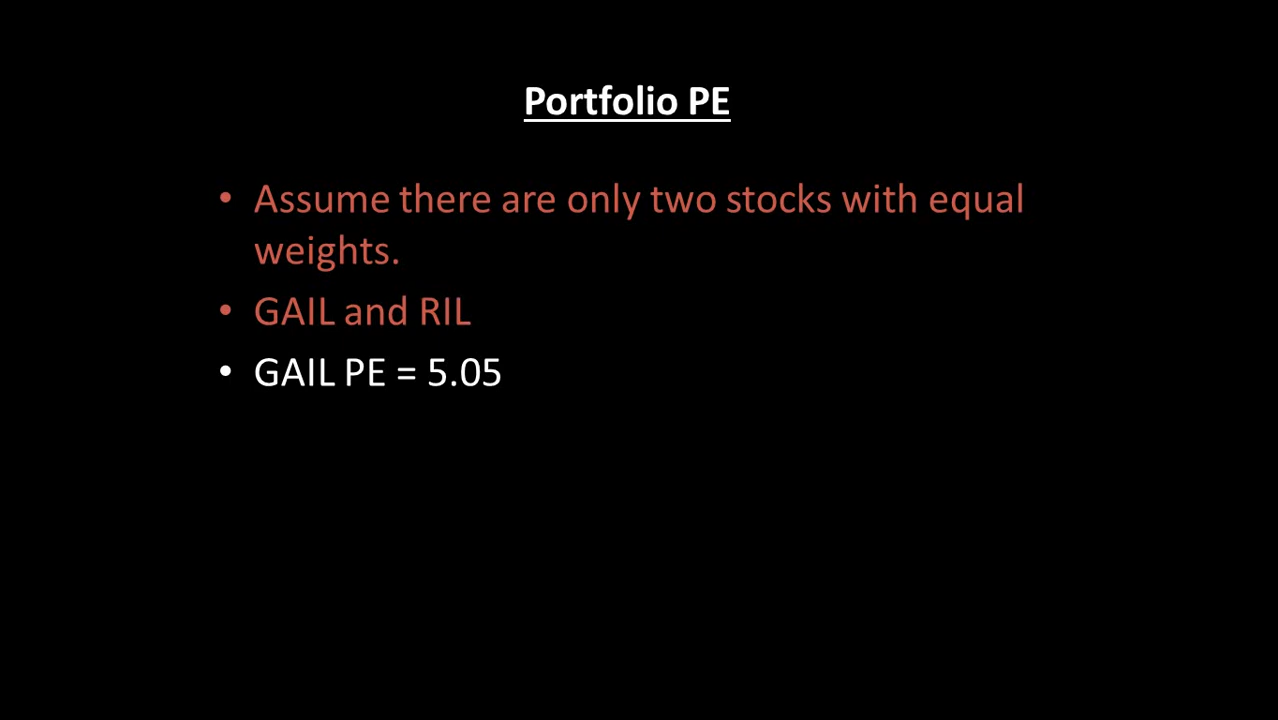 Portfolio PE
• Assume there are only two stocks with equal
weights.
• GAIL and RIL
• GAIL PE = 5.05